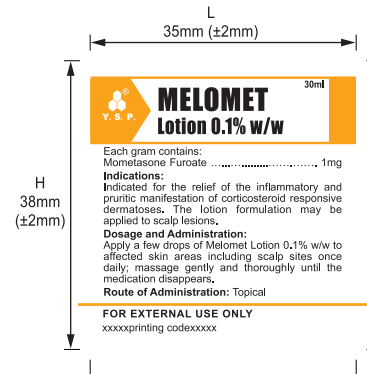 L
35mm (±2mm)
H
38mm
(±2mm)
30ml
®
Y. S. P.
MELOMET
Lotion 0.1% w/w
Each gram contains:
Mometasone Furoate ................................ 1mg
Indications:
Indicated for the relief of the inflammatory and
pruritic manifestation of corticosteroid responsive
dermatoses. The lotion formulation may be
applied to scalp lesions.
Dosage and Administration:
Apply a few drops of Melomet Lotion 0.1% w/w to
affected skin areas including scalp sites once
daily; massage gently and thoroughly until the
medication disappears.
Route of Administration: Topical
FOR EXTERNAL USE ONLY
xxxxxprinting codexxxxx